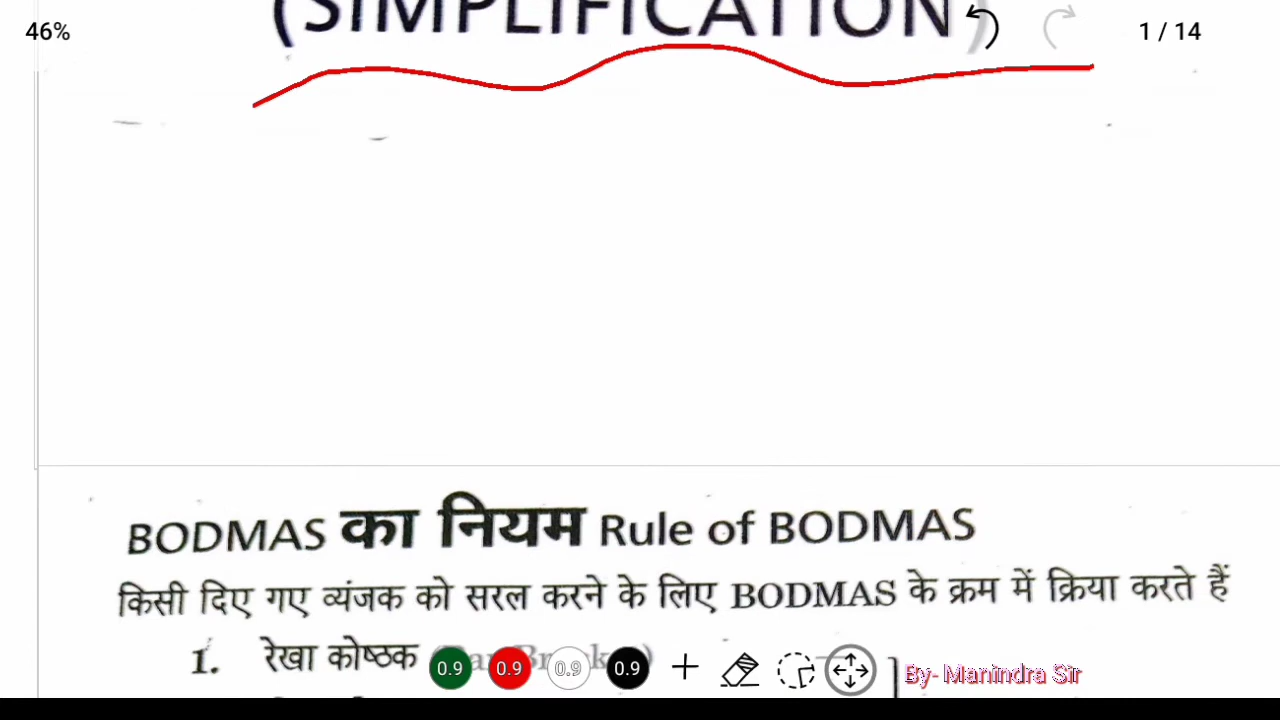 46%
(SIMPLIFICATION)
1 / 14
BODMAS का नियम Rule of BODMAS
किसी दिए गए व्यंजक को सरल करने के लिए BODMAS के क्रम में क्रिया करते हैं
1. रेखा कोष्ठक
0.9 0.9 0.9 0.9
By- Manindra Sir